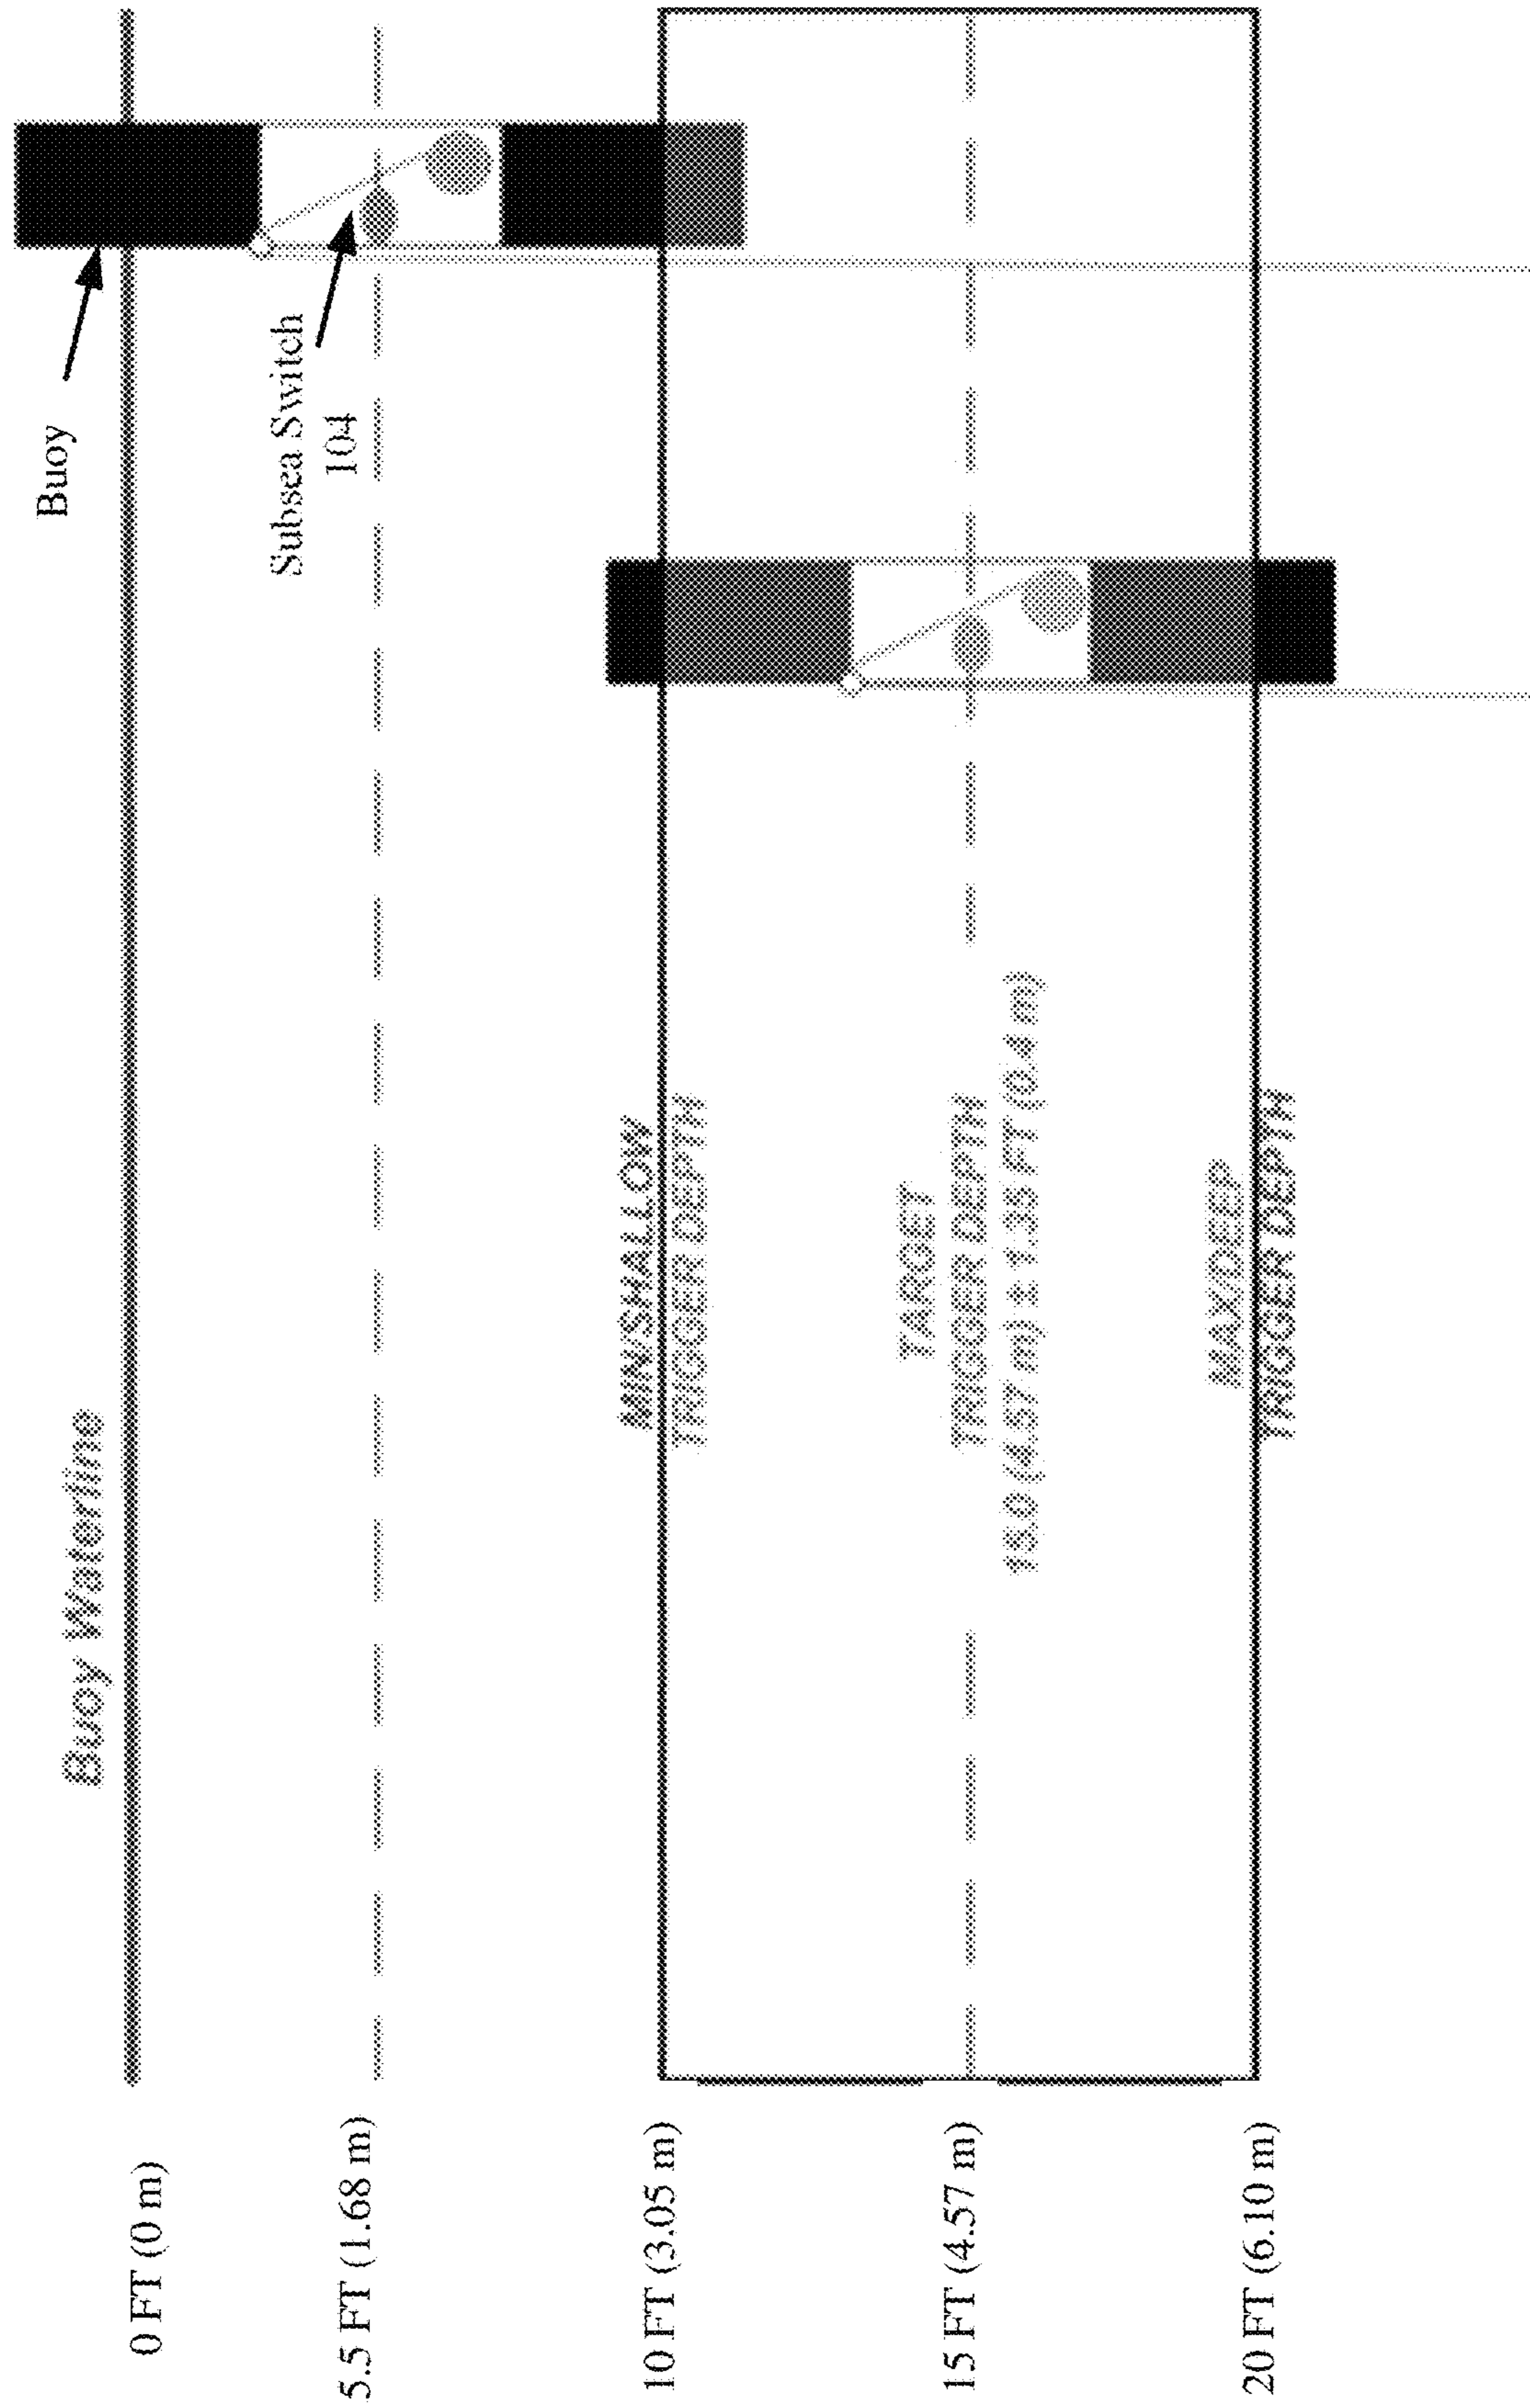 Buoy
Subsea Switch
104
Buoy Waterline
0 FT (0 m)
5.5 FT (1.68 m)
MIN/SHALLOW
TRIGGER DEPTH
10 FT (3.05 m)
TARGET
TRIGGER DEPTH
15.0 (4.57 m) ± 1.35 FT (0.4 m)
15 FT (4.57 m)
MAX/DEEP
TRIGGER DEPTH
20 FT (6.10 m)